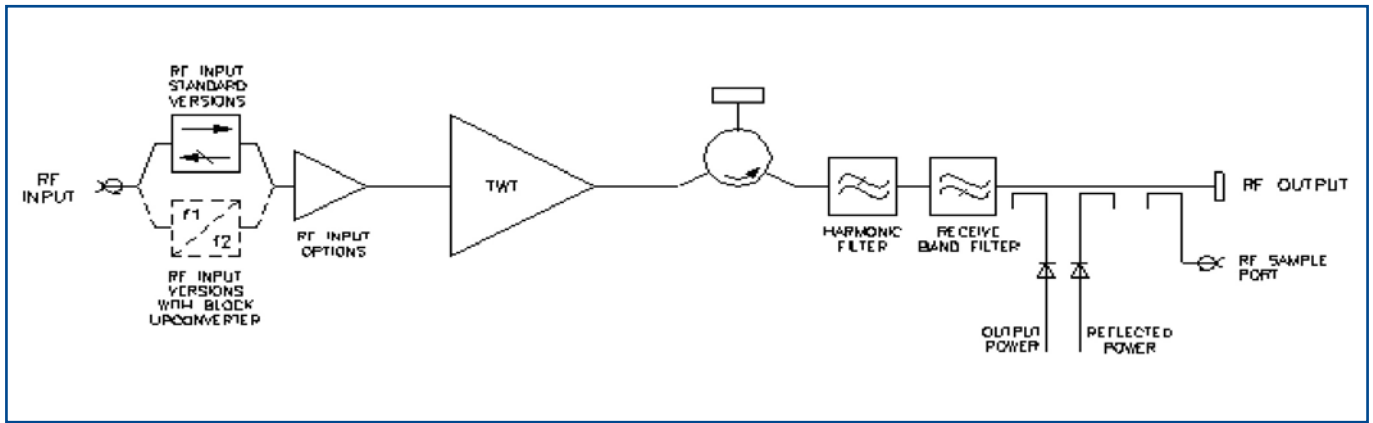 RF INPUT
STANDARD
VERSIONS
RF
INPUT
f1
f2
RF INPUT
VERSIONS
WITH BLOCK
UPCONVERTER
RF INPUT
OPTIONS
TWT
HARMONIC
FILTER
RECEIVE
BAND FILTER
RF OUTPUT
RF SAMPLE
PORT
OUTPUT
POWER
REFLECTED
POWER